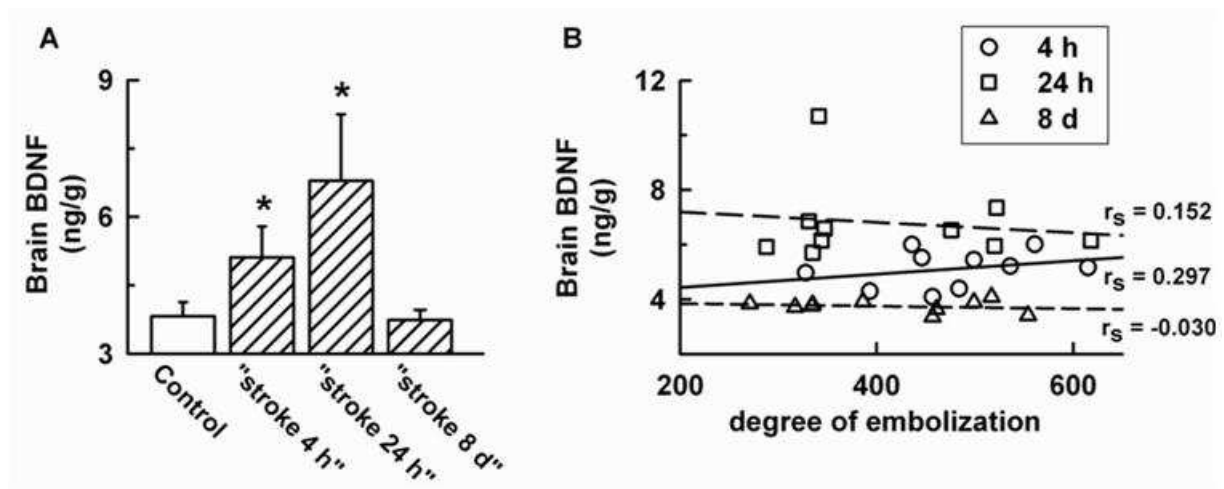 A
Brain BDNF
(ng/g)
9
6
3
*
*
Control
"stroke 4 h"
"stroke 24 h"
"stroke 8 d"
B
4 h
24 h
8 d
Brain BDNF
(ng/g)
12
8
4
rS = 0.152
rS = 0.297
rS = -0.030
200
400
600
degree of embolization